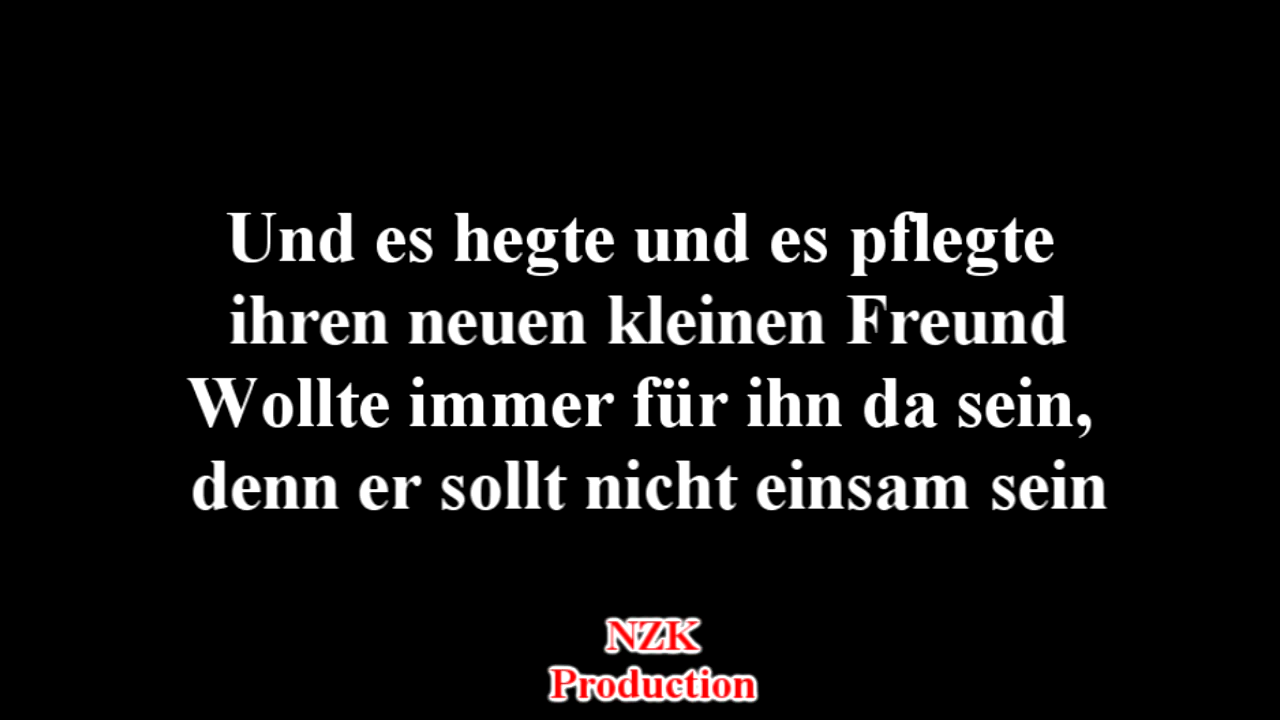 Und es hegte und es pflegte
ihren neuen kleinen Freund
Wollte immer für ihn da sein,
denn er sollt nicht einsam sein
NZK
Production